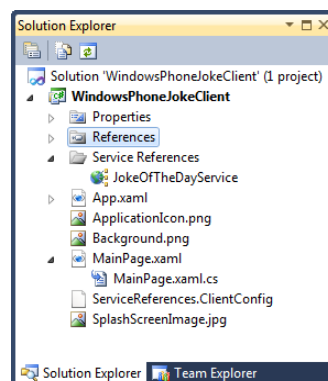 Solution Explorer
Solution 'WindowsPhoneJokeClient' (1 project)
WindowsPhoneJokeClient
Properties
References
Service References
JokeOfTheDayService
App.xaml
ApplicationIcon.png
Background.png
MainPage.xaml
MainPage.xaml.cs
ServiceReferences.ClientConfig
SplashScreenImage.jpg
Solution Explorer Team Explorer